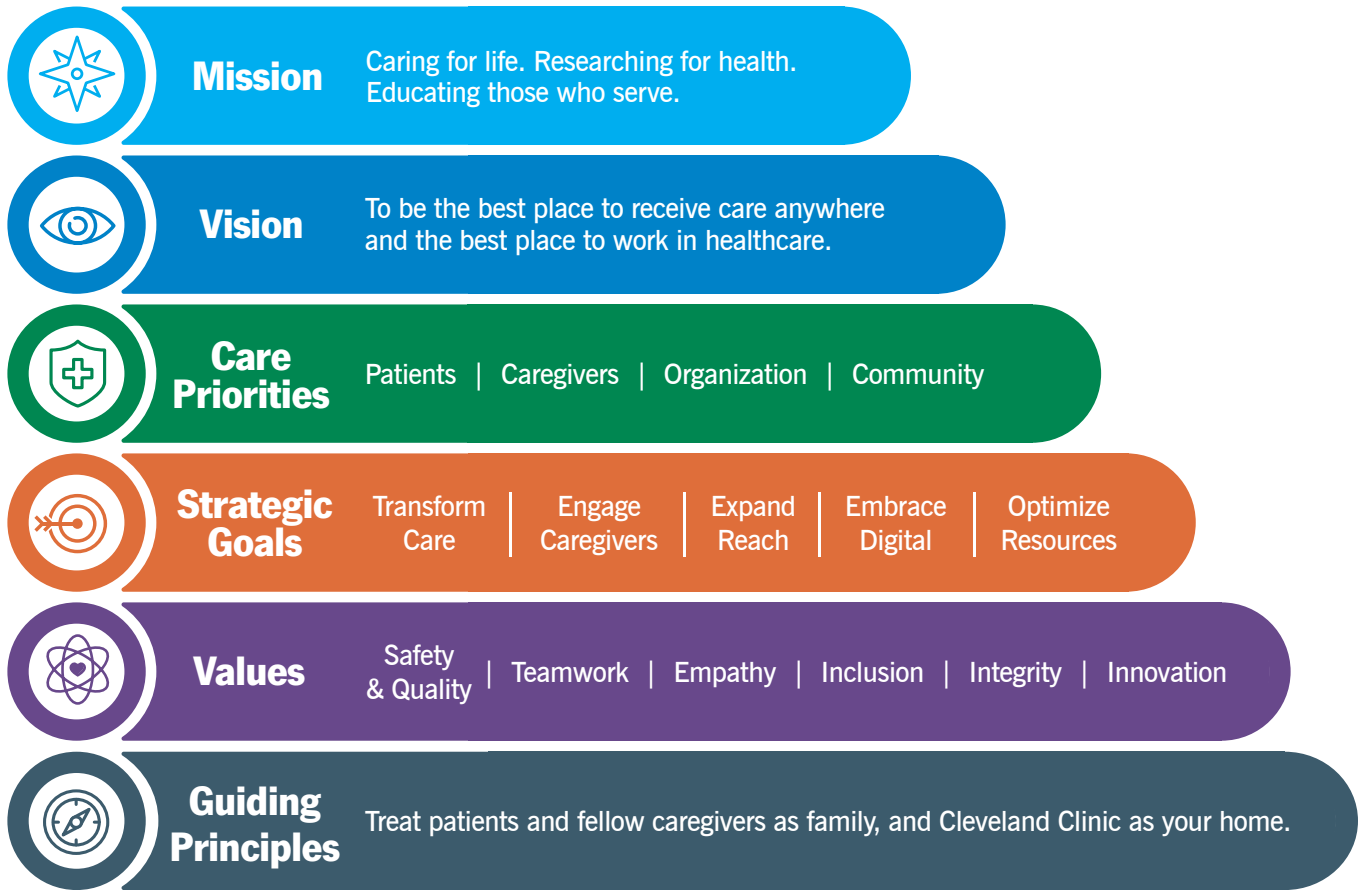 Mission
Caring for life. Researching for health.
Educating those who serve.
Vision
To be the best place to receive care anywhere
and the best place to work in healthcare.
Care
Priorities
Patients | Caregivers | Organization | Community
Strategic
Goals
Transform
Care
Engage
Caregivers
Expand
Reach
Embrace
Digital
Optimize
Resources
Values
Safety
& Quality | Teamwork | Empathy | Inclusion | Integrity | Innovation
Guiding
Principles
Treat patients and fellow caregivers as family, and Cleveland Clinic as your home.